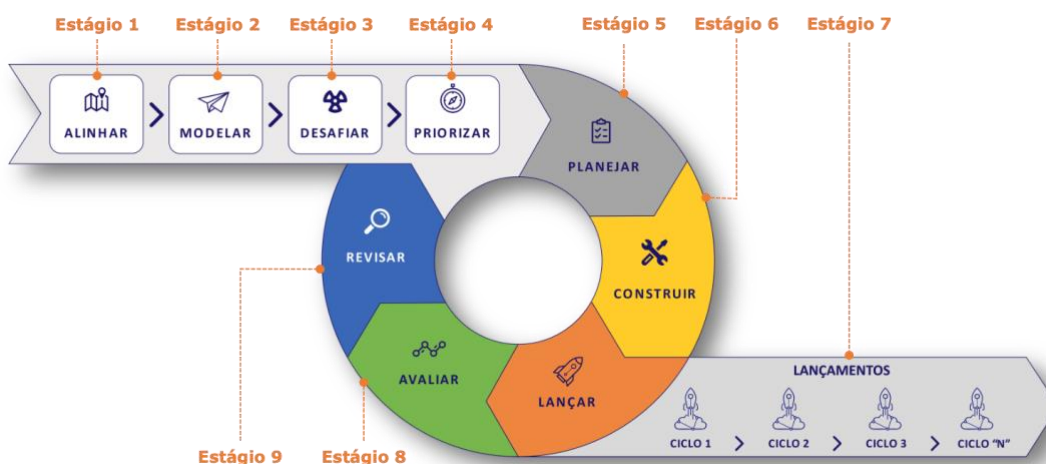 Estágio 1
Estágio 2
Estágio 3
Estágio 4
Estágio 5
Estágio 6
Estágio 7
ALINHAR
MODELAR
DESAFIAR
PRIORIZAR
PLANEJAR
REVISAR
CONSTRUIR
LANÇAMENTOS
AVALIAR
LANÇAR
CICLO 1
CICLO 2
CICLO 3
CICLO "N"
Estágio 9
Estágio 8